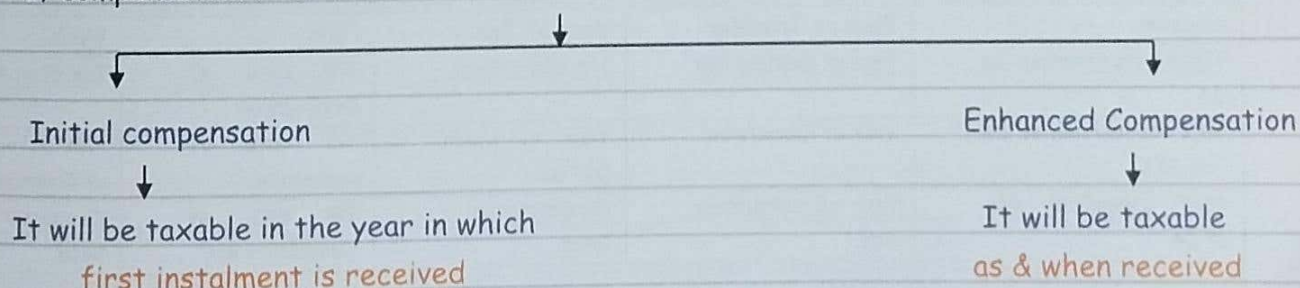 Initial compensation
Enhanced Compensation
It will be taxable in the year in which
first instalment is received
It will be taxable
as & when received